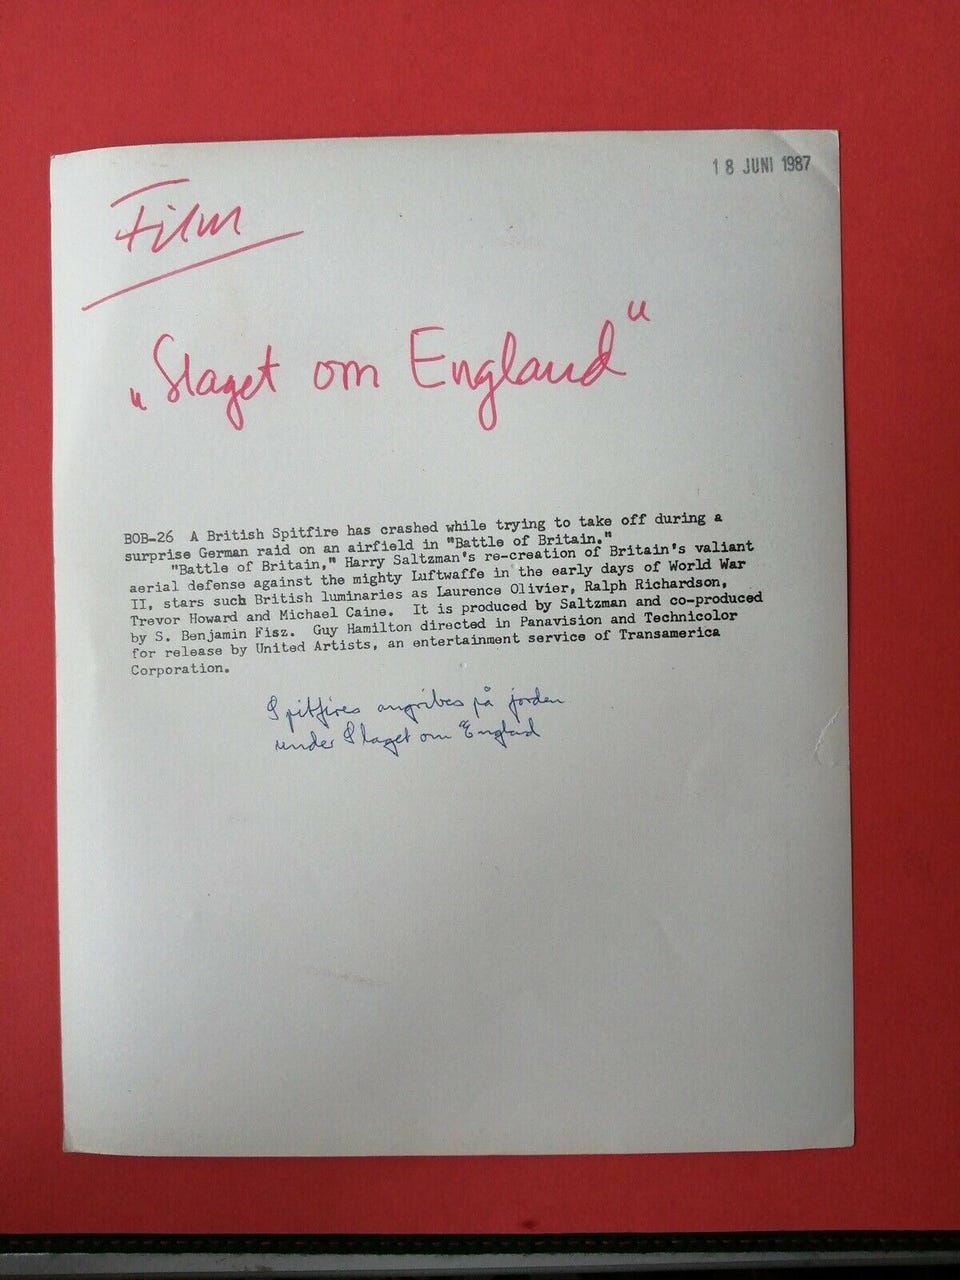 18 JUNI 1987
Film
„Slaget om England“
BOB-26 A British Spitfire has crashed while trying to take off during a
surprise German raid on an airfield in "Battle of Britain."
"Battle of Britain," Harry Saltzman's re-creation of Britain's valiant
aerial defense against the mighty Luftwaffe in the early days of World War
II, stars such British luminaries as Laurence Olivier, Ralph Richardson,
Trevor Howard and Michael Caine. It is produced by Saltzman and co-produced
by S. Benjamin Fisz. Guy Hamilton directed in Panavision and Technicolor
for release by United Artists, an entertainment service of Transamerica
Corporation.
Spitfires angribes på jorden
under Slaget om Englad